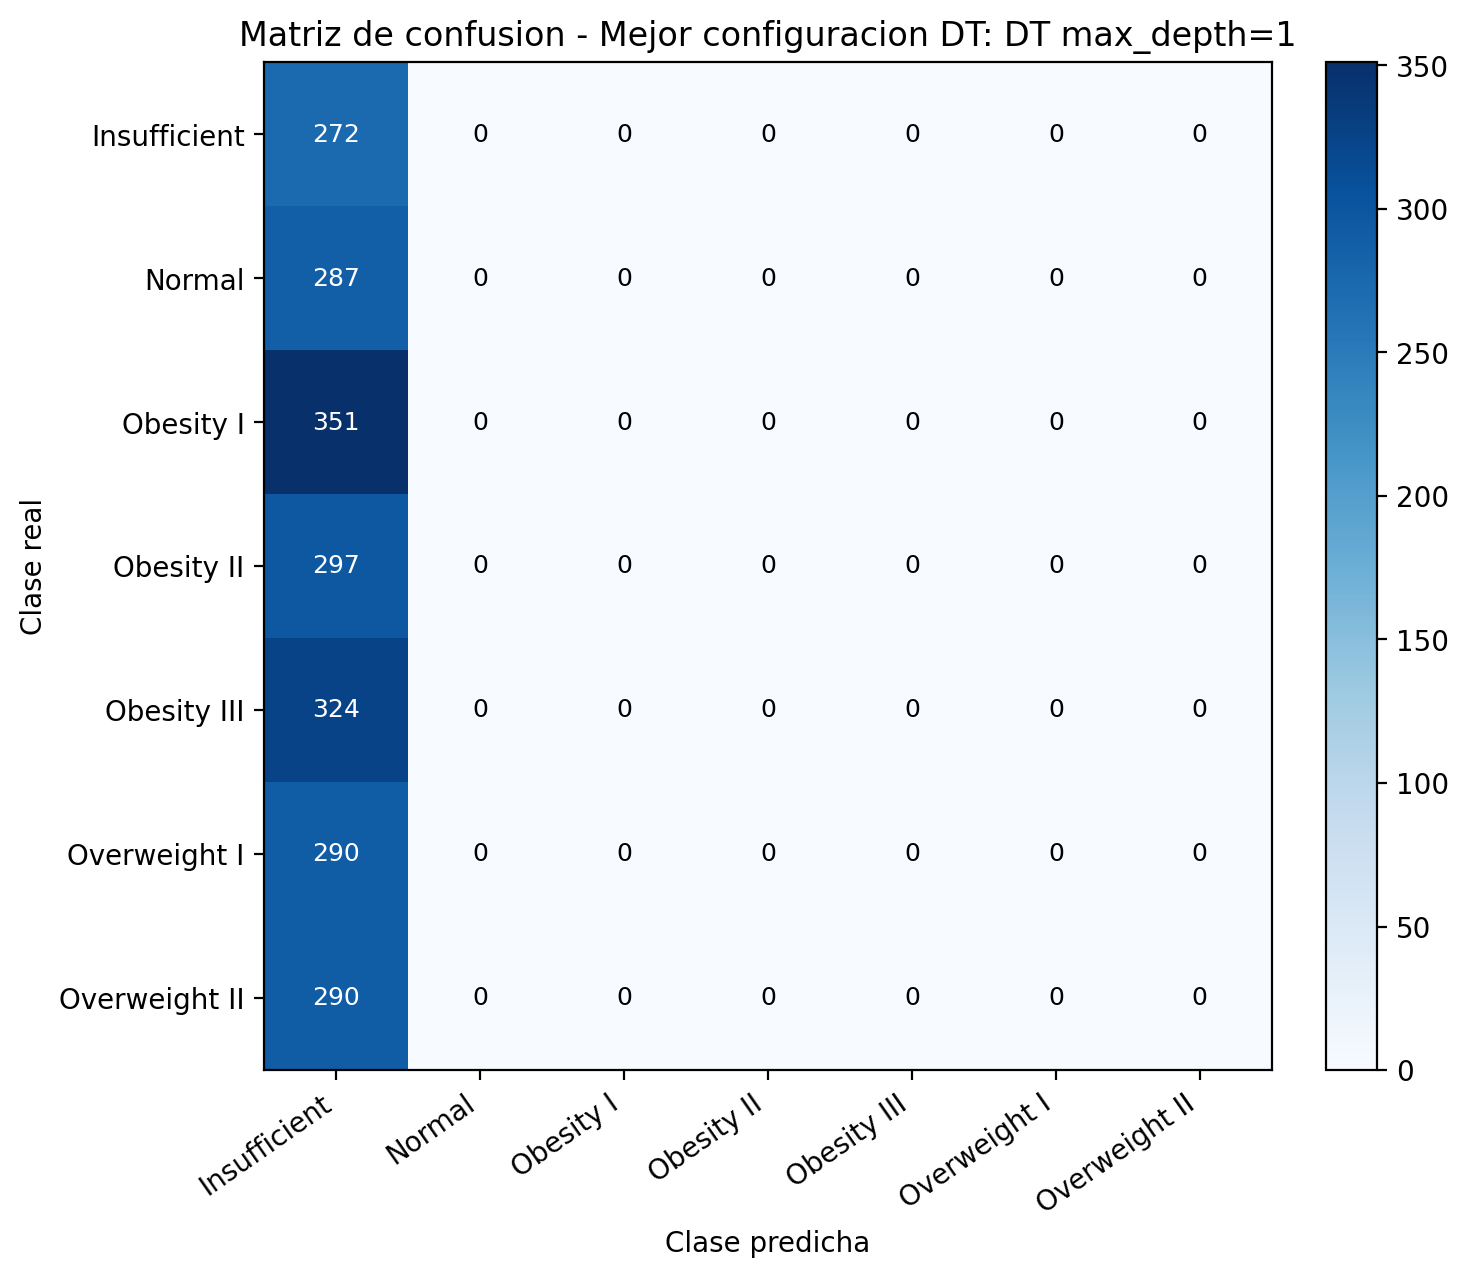 Matriz de confusion - Mejor configuracion DT: DT max_depth=1
Clase real
Insufficient 272 0 0 0 0 0 0
Normal 287 0 0 0 0 0 0
Obesity I 351 0 0 0 0 0 0
Obesity II 297 0 0 0 0 0 0
Obesity III 324 0 0 0 0 0 0
Overweight I 290 0 0 0 0 0 0
Overweight II 290 0 0 0 0 0 0
Insufficient Normal Obesity I Obesity II Obesity III Overweight I Overweight II
Clase predicha
350
300
250
200
150
100
50
0